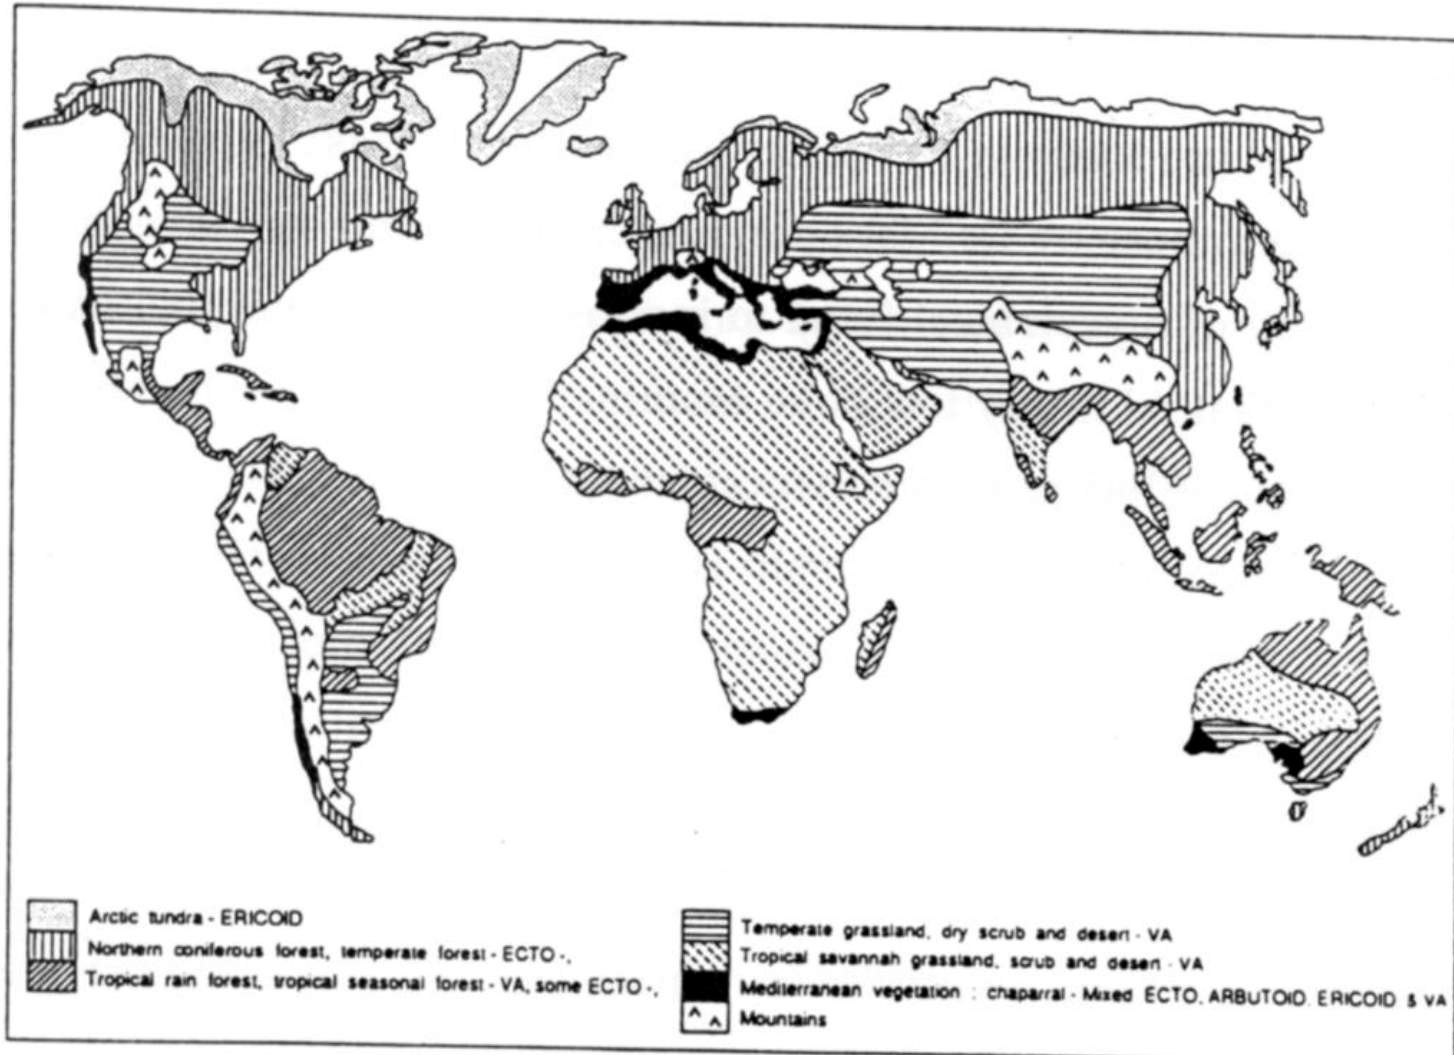 Arctic tundra - ERICOID
Northern coniferous forest, temperate forest - ECTO -,
Tropical rain forest, tropical seasonal forest - VA, some ECTO -,
Temperate grassland, dry scrub and desert - VA
Tropical savannah grassland, scrub and desert - VA
Mediterranean vegetation : chaparral - Mixed ECTO, ARBUTOID, ERICOID & VA
Mountains